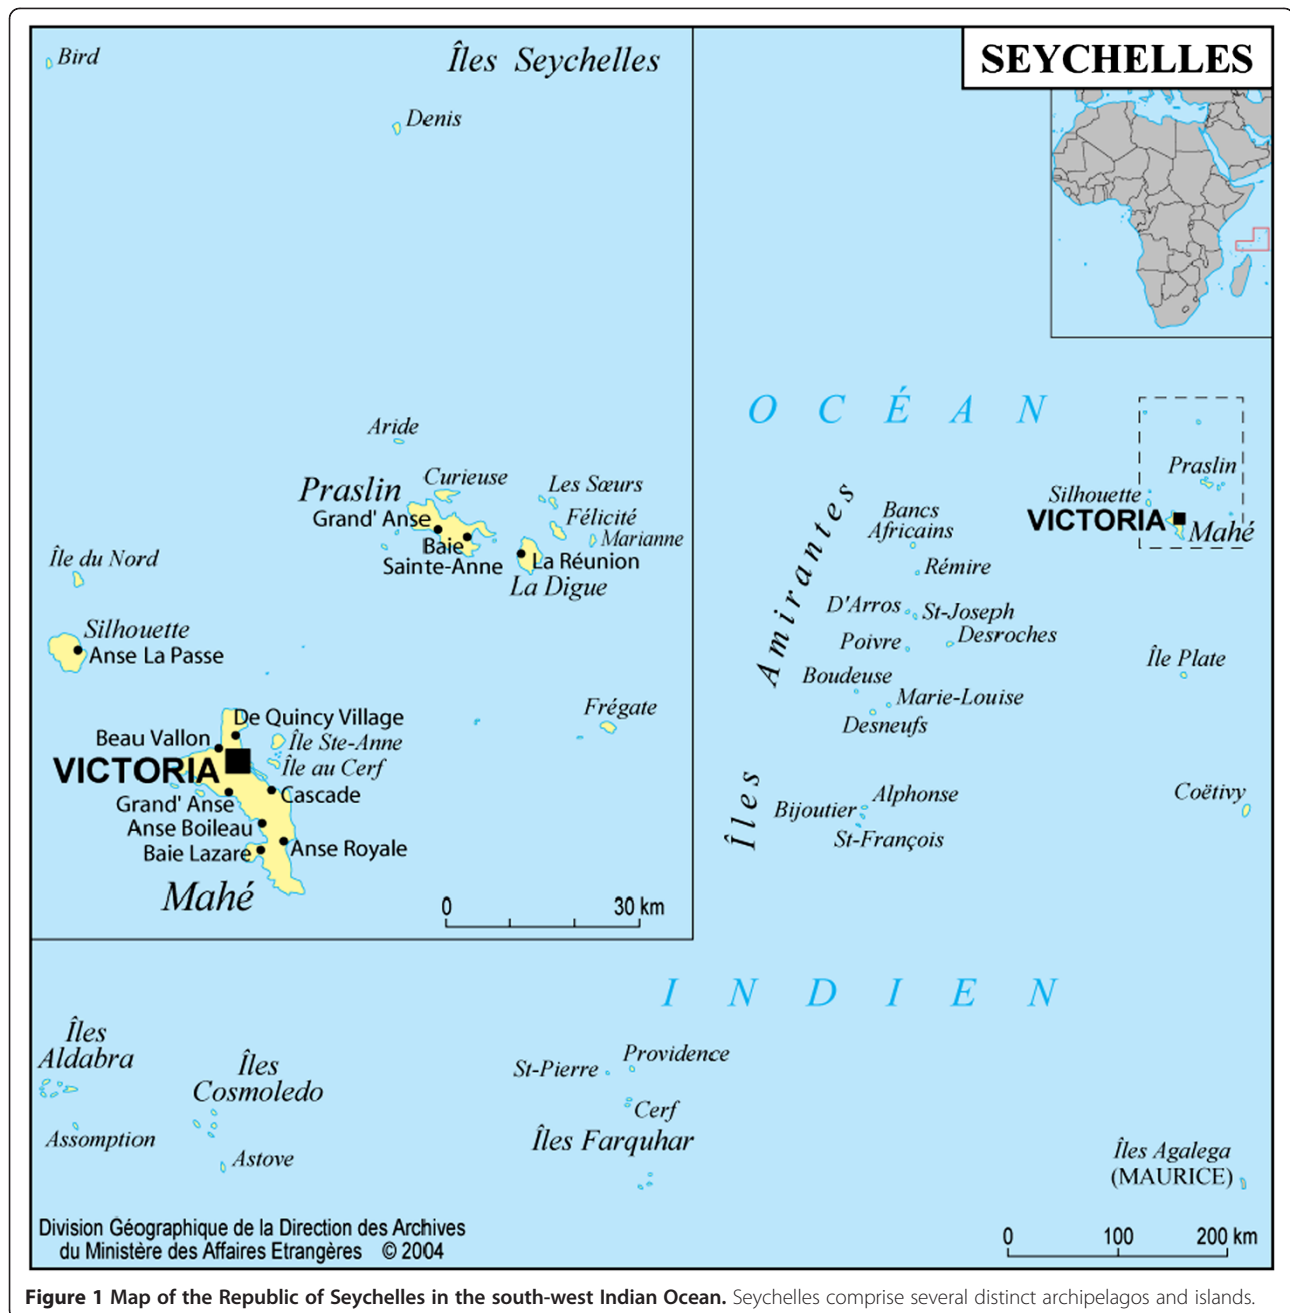 SEYCHELLES
Îles Seychelles
Bird
Denis
Aride
Praslin
Curieuse
Les Sœurs
Grand' Anse
Félicité
Marianne
Baie
Sainte-Anne
La Réunion
La Digue
Île du Nord
Silhouette
Anse La Passe
Frégate
De Quincy Village
Beau Vallon
Île Ste-Anne
VICTORIA
Île au Cerf
Grand' Anse
Cascade
Anse Boileau
Baie Lazare
Anse Royale
Mahé
0 30 km
OCÉAN
Praslin
Silhouette
VICTORIA
Mahé
Îles Amirantes
Bancs
Africains
Rémire
D'Arros
St-Joseph
Poivre
Desroches
Boudeuse
Marie-Louise
Desneufs
Île Plate
Alphonse
Bijoutier
St-François
Coëtivy
INDIEN
Îles
Aldabra
Îles
Cosmoledo
Assomption
Astove
St-Pierre
Providence
Cerf
Îles Farquhar
Îles Agalega
(MAURICE)
0 100 200 km
Division Géographique de la Direction des Archives
du Ministère des Affaires Etrangères © 2004
Figure 1 Map of the Republic of Seychelles in the south-west Indian Ocean. Seychelles comprise several distinct archipelagos and islands.